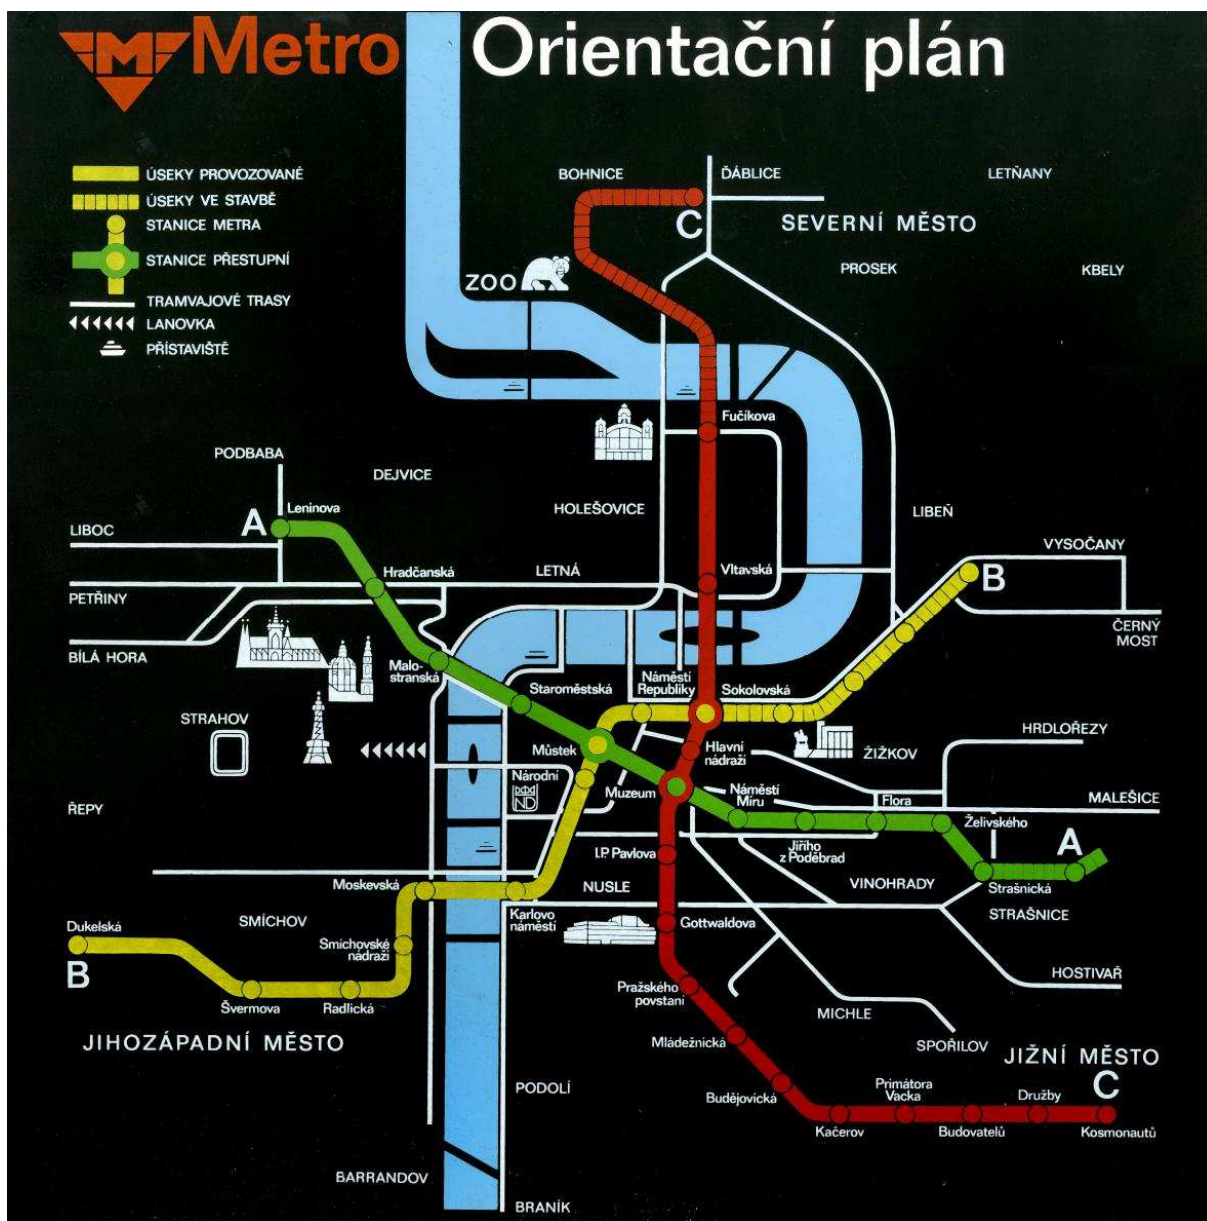 M Metro
Orientační plán
ÚSEKY PROVOZOVANÉ
ÚSEKY VE STAVBĚ
STANICE METRA
STANICE PŘESTUPNÍ
TRAMVAJOVÉ TRASY
LANOVKA
PŘÍSTAVIŠTĚ
BOHNICE
ĎÁBLICE
LETŇANY
C
SEVERNÍ MĚSTO
ZOO
PROSEK
KBELY
Fučíkova
PODBABA
DEJVICE
A
Leninova
HOLEŠOVICE
LIBEŇ
LIBOC
VYSOČANY
Hradčanská
LETNÁ
Vltavská
B
PETŘINY
ČERNÝ
MOST
BÍLÁ HORA
Malo-
stranská
Staroměstská
Náměstí
Republiky
Sokolovská
STRAHOV
HRDLOŘEZY
Můstek
Hlavní
nádraží
ŽIŽKOV
Národní
ND
Muzeum
Náměstí
Míru
Flora
MALEŠICE
ŘEPY
Želivského
A
I.P. Pavlova
Jiřího
z Poděbrad
Moskevská
NUSLE
VINOHRADY
Strašnická
Dukelská
SMÍCHOV
Karlovo
náměstí
Gottwaldova
STRAŠNICE
B
Smíchovské
nádraží
HOSTIVAŘ
Švermova
Radlická
Pražského
povstání
MICHLE
JIHOZÁPADNÍ MĚSTO
Mládežnická
SPOŘILOV
JIŽNÍ MĚSTO
C
PODOLÍ
Budějovická
Primátora
Vacka
Družby
Kačerov
Budovatelů
Kosmonautů
BARRANDOV
BRANÍK